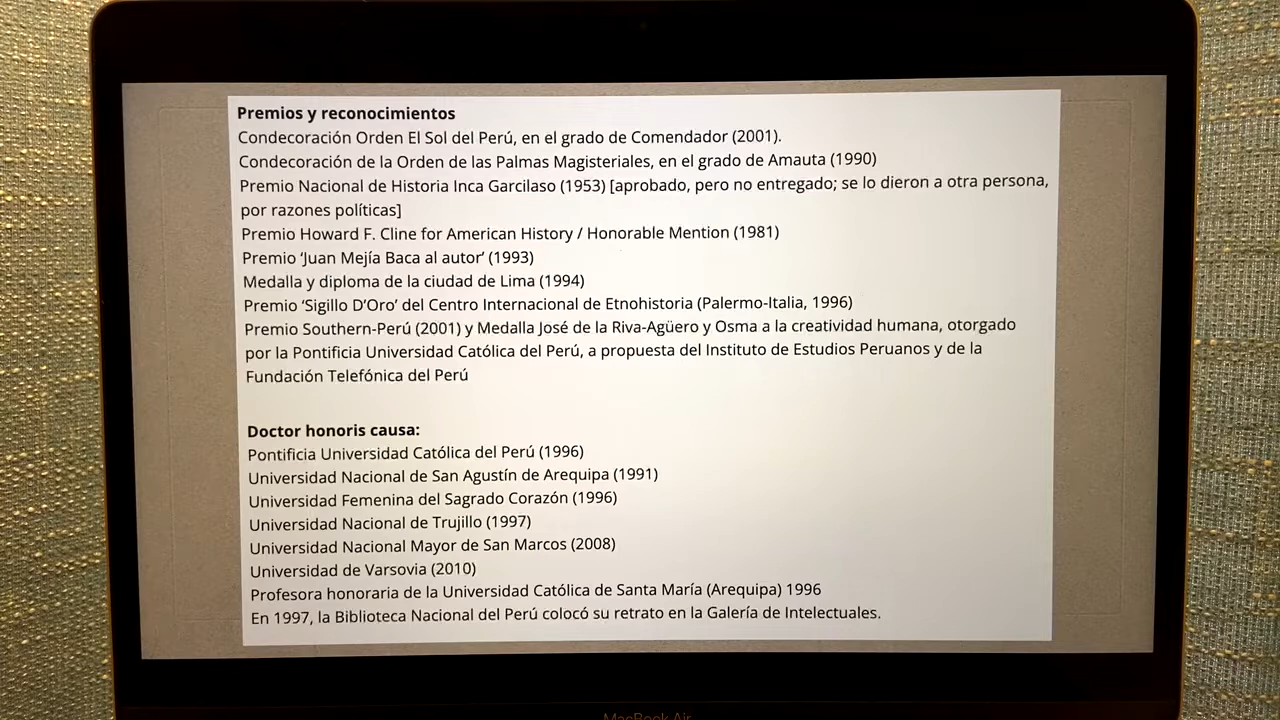 Premios y reconocimientos
Condecoración Orden El Sol del Perú, en el grado de Comendador (2001).
Condecoración de la Orden de las Palmas Magisteriales, en el grado de Amauta (1990)
Premio Nacional de Historia Inca Garcilaso (1953) [aprobado, pero no entregado; se lo dieron a otra persona,
por razones políticas]
Premio Howard F. Cline for American History / Honorable Mention (1981)
Premio ‘Juan Mejía Baca al autor’ (1993)
Medalla y diploma de la ciudad de Lima (1994)
Premio ‘Sigillo D’Oro’ del Centro Internacional de Etnohistoria (Palermo-Italia, 1996)
Premio Southern-Perú (2001) y Medalla José de la Riva-Agüero y Osma a la creatividad humana, otorgado
por la Pontificia Universidad Católica del Perú, a propuesta del Instituto de Estudios Peruanos y de la
Fundación Telefónica del Perú
Doctor honoris causa:
Pontificia Universidad Católica del Perú (1996)
Universidad Nacional de San Agustín de Arequipa (1991)
Universidad Femenina del Sagrado Corazón (1996)
Universidad Nacional de Trujillo (1997)
Universidad Nacional Mayor de San Marcos (2008)
Universidad de Varsovia (2010)
Profesora honoraria de la Universidad Católica de Santa María (Arequipa) 1996
En 1997, la Biblioteca Nacional del Perú colocó su retrato en la Galería de Intelectuales.
MacBook Air